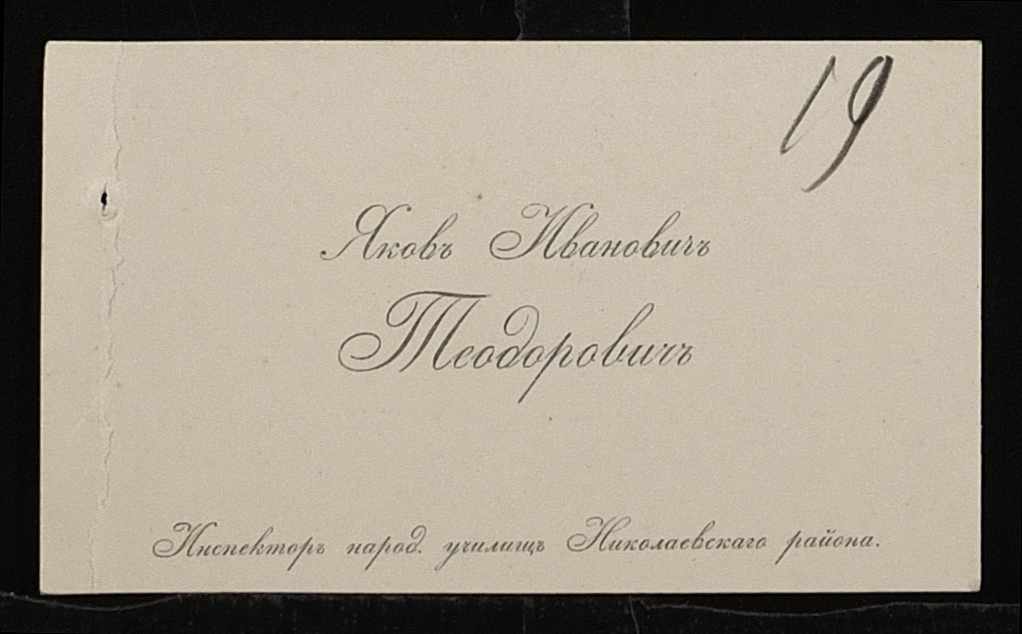 19
Яковъ Ивановичъ
Теодоровичъ
Инспекторъ народ. училищъ Николаевскаго района.